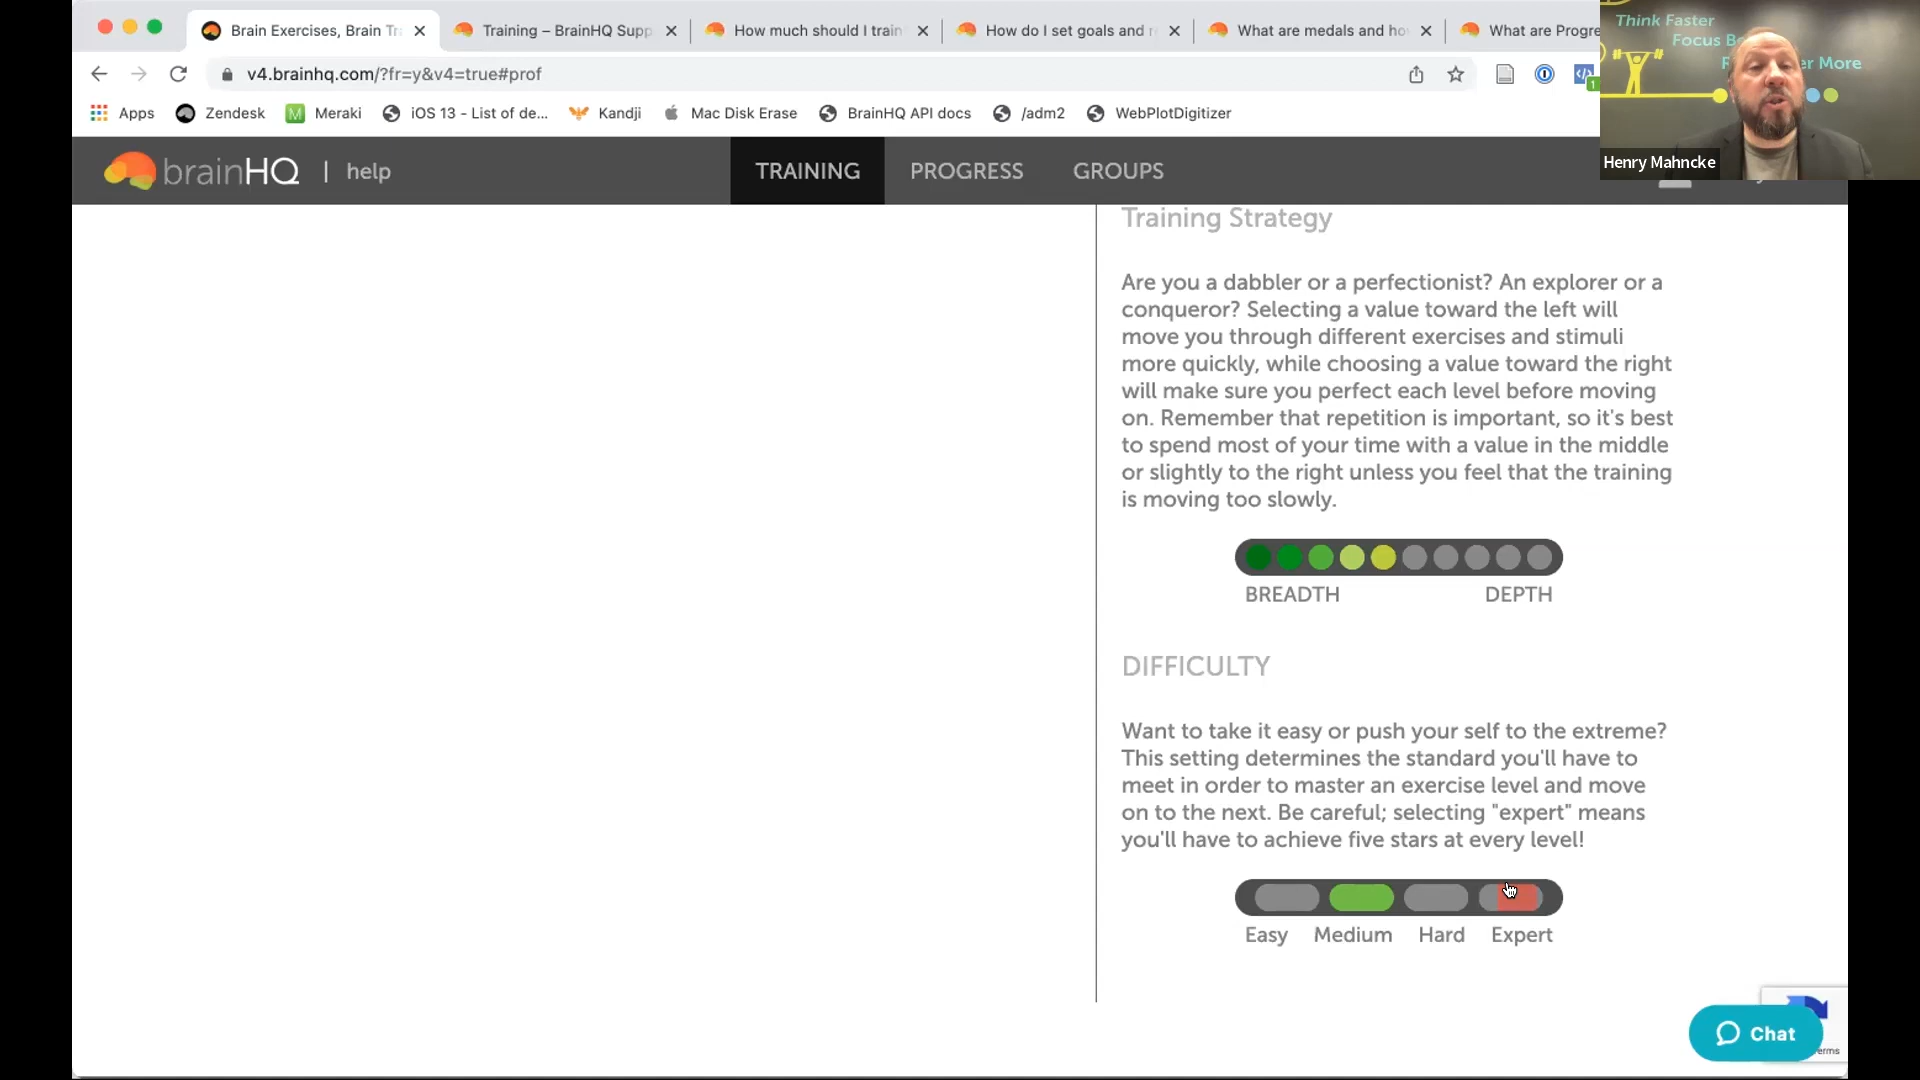 Brain Exercises, Brain Tr
Training – BrainHQ Supp
How much should I train
How do I set goals and r
What are medals and ho
What are Progre
v4.brainhq.com/?fr=y&v4=true#prof
1
Apps
Zendesk
M
Meraki
iOS 13 - List of de...
Kandji
Mac Disk Erase
BrainHQ API docs
/adm2
WebPlotDigitizer
Think Faster
Focus Be
er More
Henry Mahncke
brainHQ | help
TRAINING
PROGRESS
GROUPS
Training Strategy
Are you a dabbler or a perfectionist? An explorer or a
conqueror? Selecting a value toward the left will
move you through different exercises and stimuli
more quickly, while choosing a value toward the right
will make sure you perfect each level before moving
on. Remember that repetition is important, so it's best
to spend most of your time with a value in the middle
or slightly to the right unless you feel that the training
is moving too slowly.
BREADTH
DEPTH
DIFFICULTY
Want to take it easy or push your self to the extreme?
This setting determines the standard you'll have to
meet in order to master an exercise level and move
on to the next. Be careful; selecting "expert" means
you'll have to achieve five stars at every level!
Easy
Medium
Hard
Expert
Chat
erms